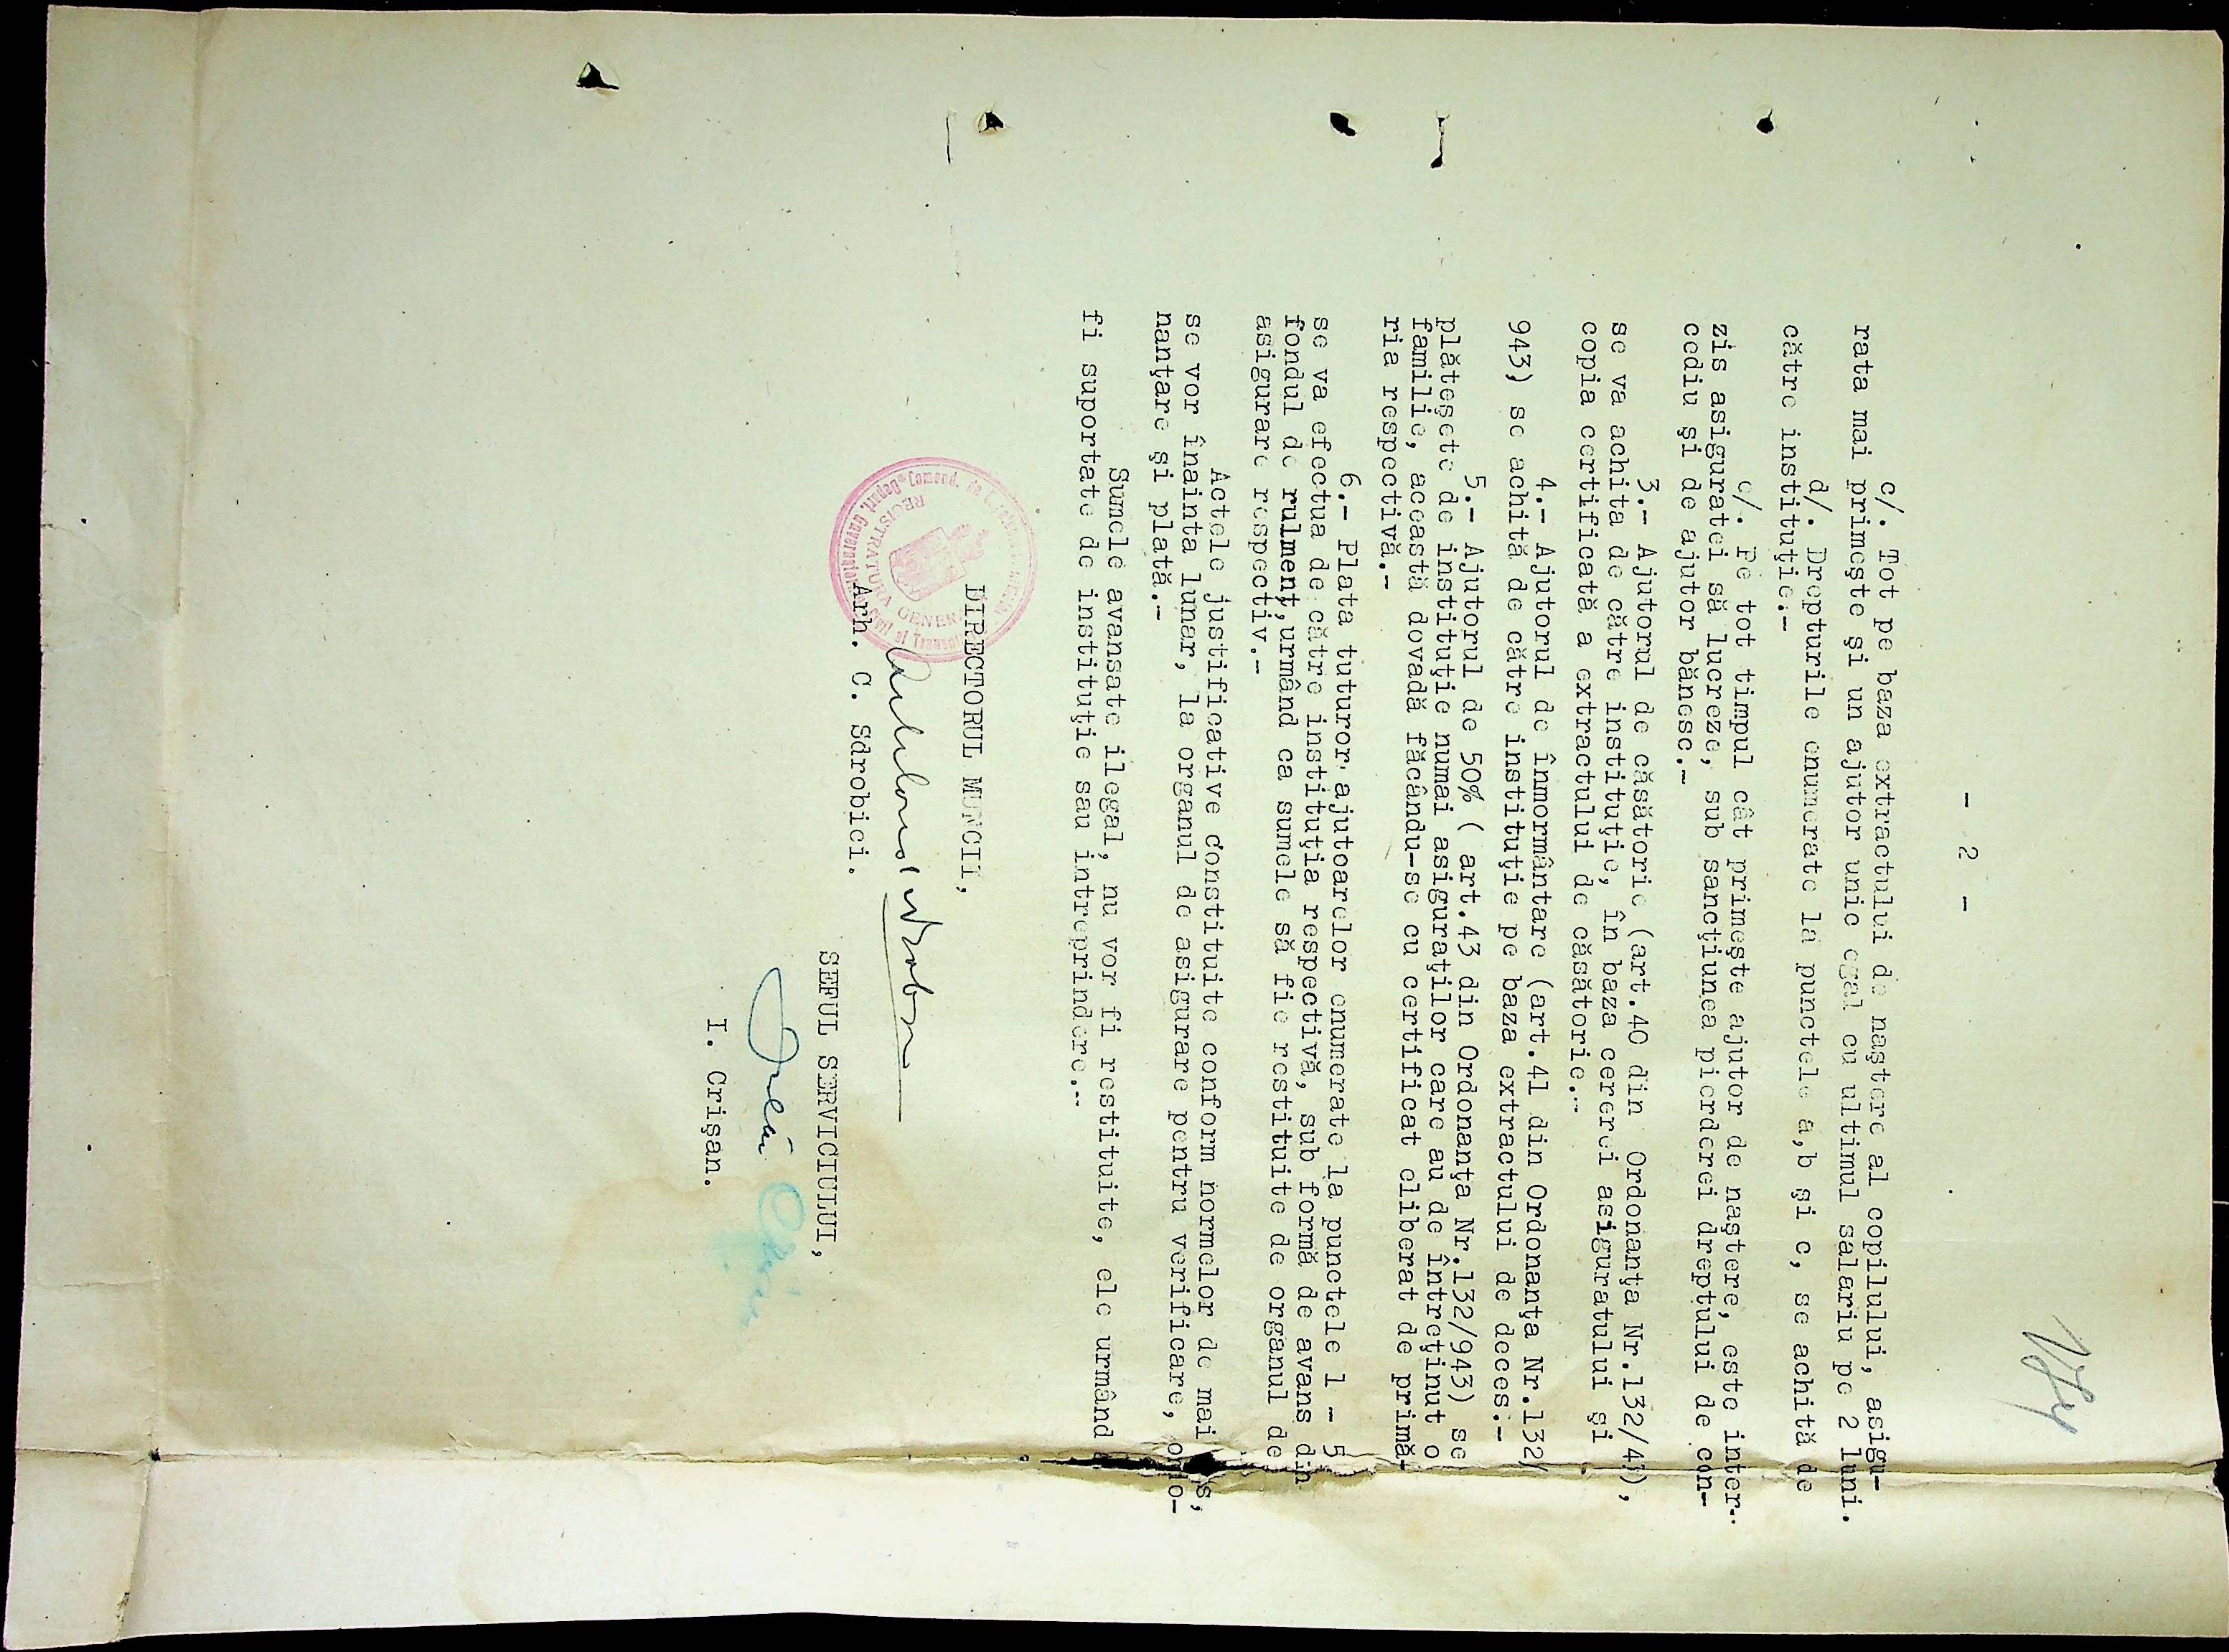 - 2 -
c/. Tot pe baza extractului de naştere al copilului, asigu-
rata mai primeşte şi un ajutor unic egal cu ultimul salariu pe 2 luni.
d/. Drepturile enumerate la punctele a,b şi c, se achită de
către instituţie.-
e/. Pe tot timpul cât primeşte ajutor de naştere, este inter-
zis asiguratei să lucreze, sub sancţiunea pierderei dreptului de con-
cediu şi de ajutor bănesc.-
3.- Ajutorul de căsătorie (art.40 din Ordonanţa Nr.132/43),
se va achita de către instituţie, în baza cererei asiguratului şi
copia certificată a extractului de căsătorie.-
4.- Ajutorul de înmormântare (art.41 din Ordonanţa Nr.132/
943) se achită de către instituţie pe baza extractului de deces.-
5.- Ajutorul de 50% ( art.43 din Ordonanţa Nr.132/943) se
plăteşete de instituţie numai asiguraţilor care au de întreţinut o
familie, această dovadă făcându-se cu certificat eliberat de primă-
ria respectivă.-
6.- Plata tuturor ajutoarelor enumerate la punctele 1 - 5
se va efectua de către instituţia respectivă, sub formă de avans din
fondul de rulment,urmând ca sumele să fie restituite de organul de
asigurare respectiv.-
Actele justificative constituite conform normelor de mai
se vor înainta lunar, la organul de asigurare pentru verificare,
nanţare şi plată.-
Sumele avansate ilegal, nu vor fi restituite, ele urmând
fi suportate de instituţie sau intreprindere.-
DIRECTORUL MUNCII,
REGISTRATURA GENERALA
Arh. C. Sdrobici.
SEFUL SERVICIULUI,
I. Crişan.